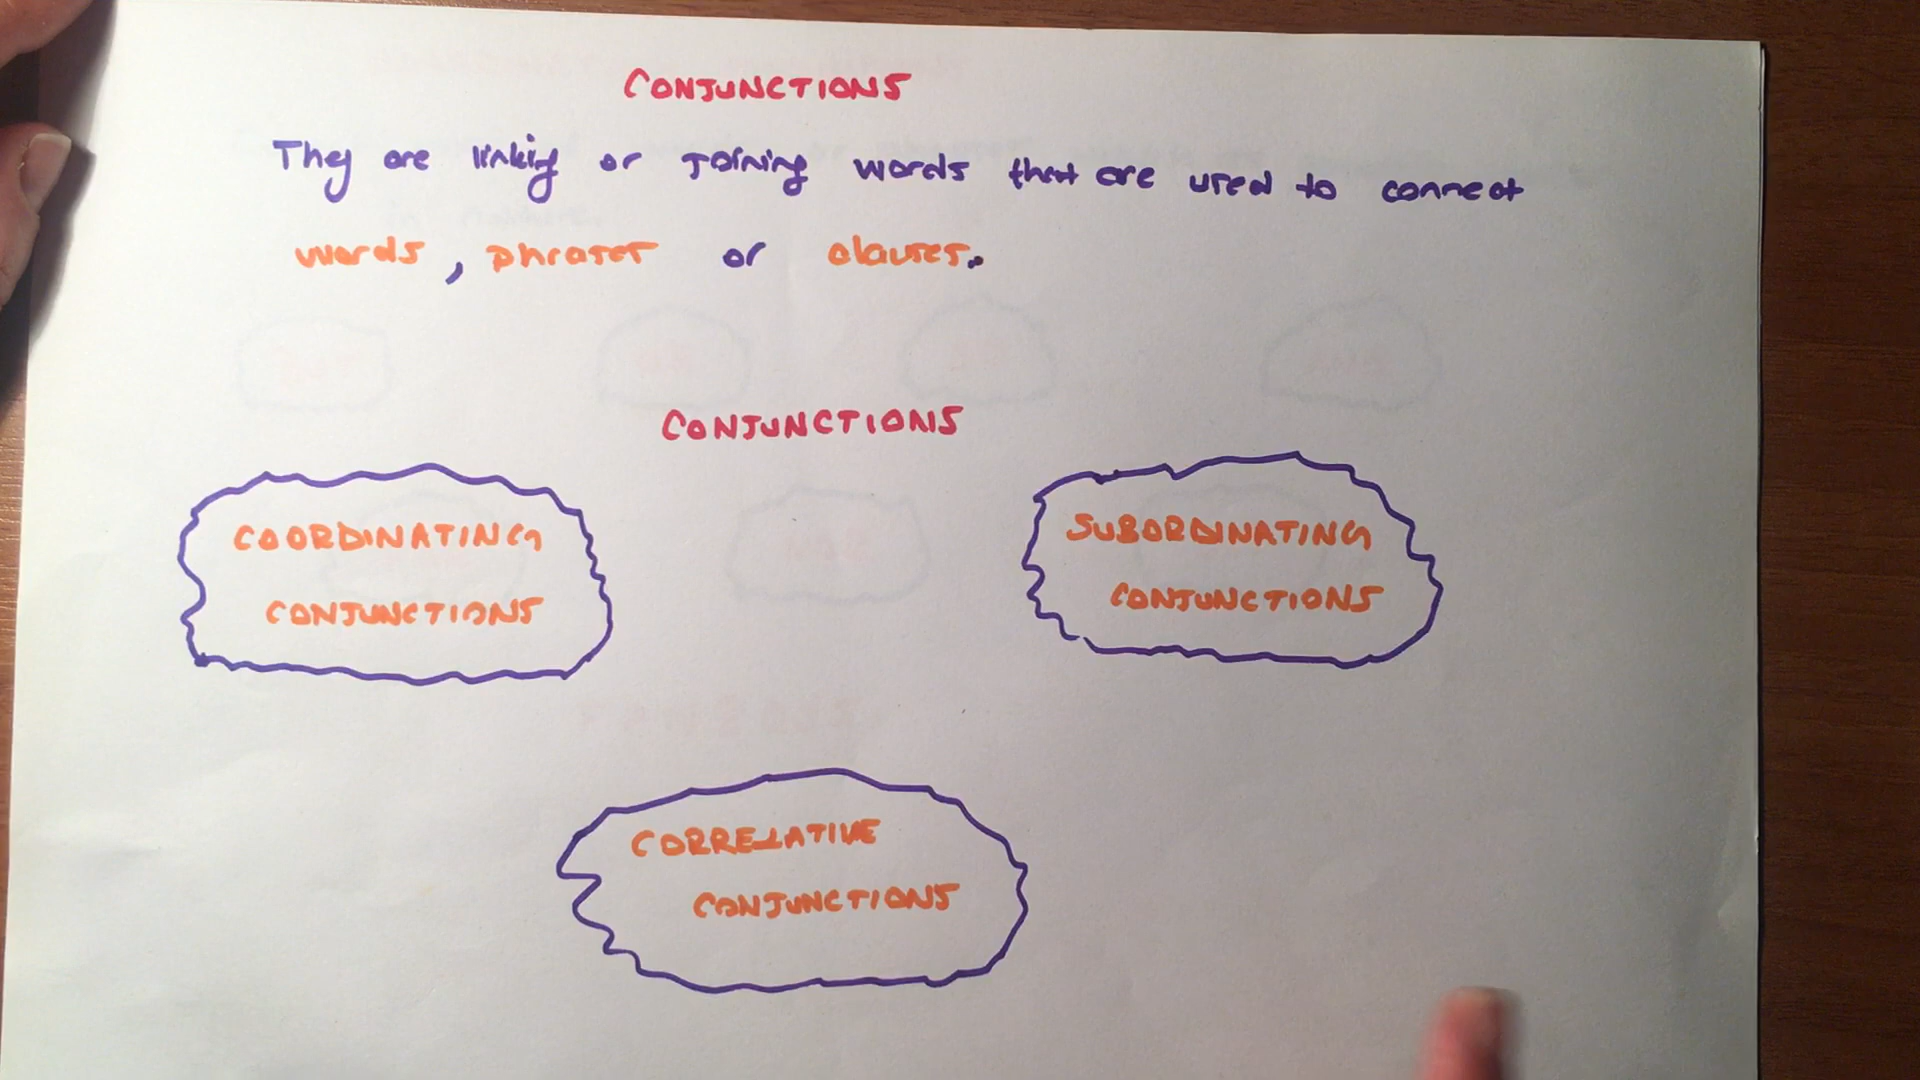 CONJUNCTIONS
They are linking or joining words that are used to connect
words, phrases or clauses.
CONJUNCTIONS
COORDINATING
CONJUNCTIONS
SUBORDINATING
CONJUNCTIONS
CORRELATIVE
CONJUNCTIONS